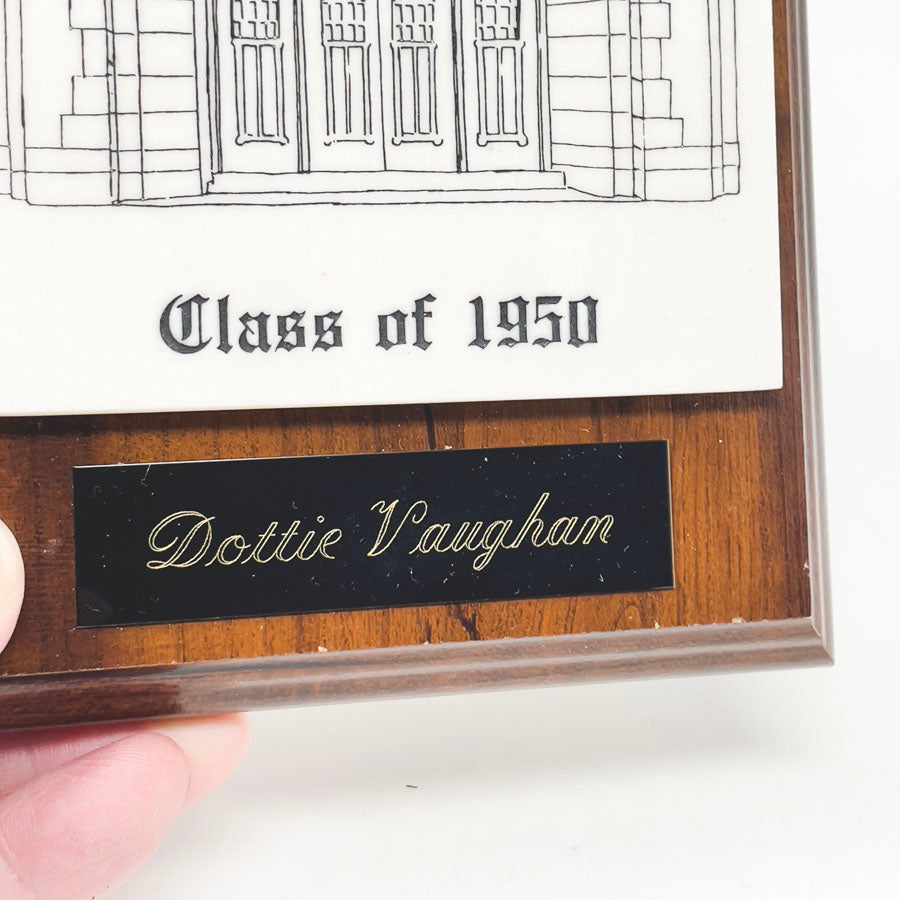 Class of 1950
Dottie Vaughan